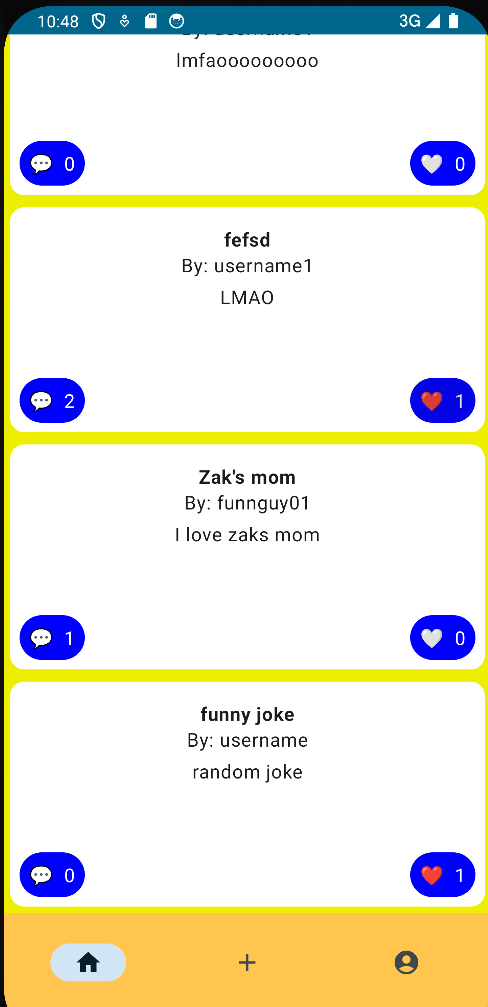 10:48 3G
lmfaooooooooo
0 0
fefsd
By: username1
LMAO
2 1
Zak's mom
By: funnguy01
I love zaks mom
1 0
funny joke
By: username
random joke
0 1